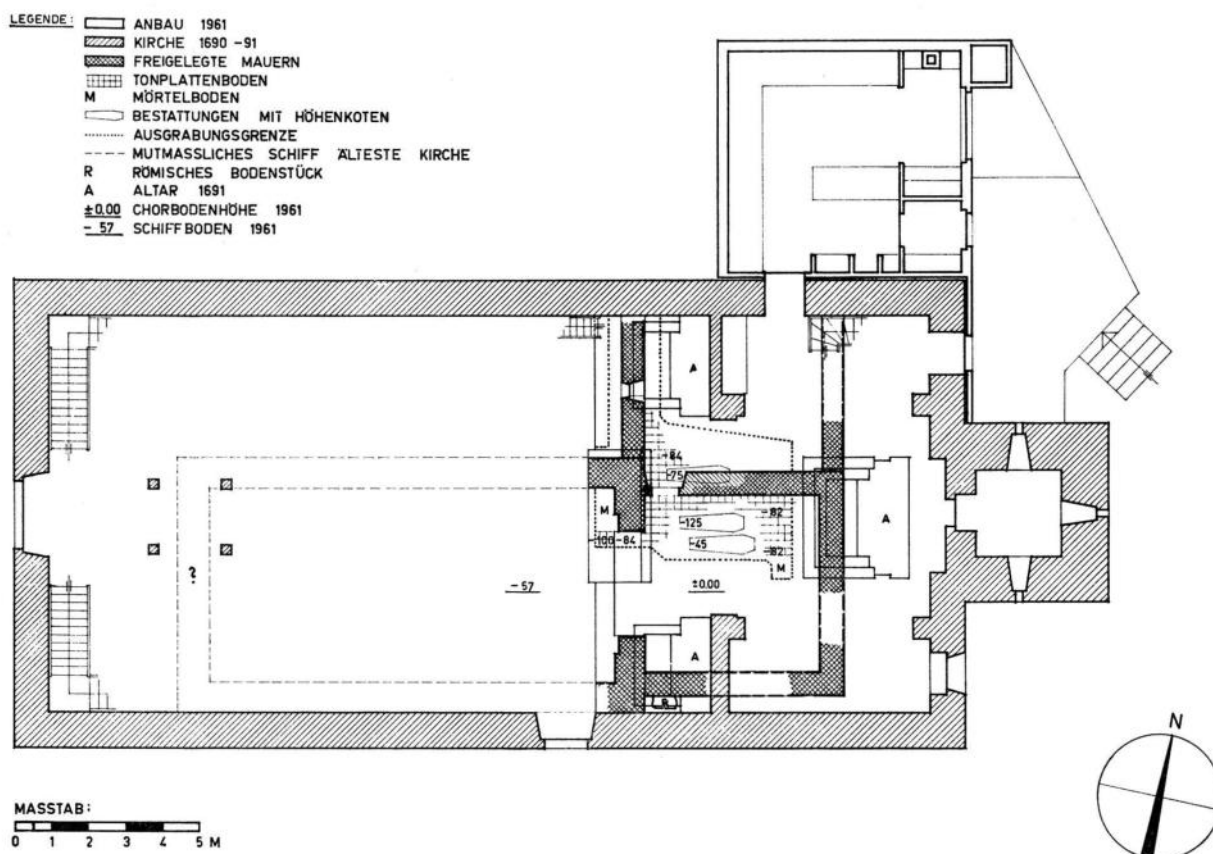 LEGENDE:
ANBAU 1961
KIRCHE 1690-91
FREIGELEGTE MAUERN
TONPLATTENBODEN
M MÖRTELBODEN
BESTATTUNGEN MIT HÖHENKOTEN
AUSGRABUNGSGRENZE
MUTMASSLICHES SCHIFF ÄLTESTE KIRCHE
R RÖMISCHES BODENSTÜCK
A ALTAR 1691
±0.00 CHORBODENHÖHE 1961
- 57 SCHIFFBODEN 1961
A
-84
-75
M
-125
-82
A
-100 -84
-45
-82
M
?
- 57
±0.00
A
R
N
MASSTAB:
0 1 2 3 4 5 M